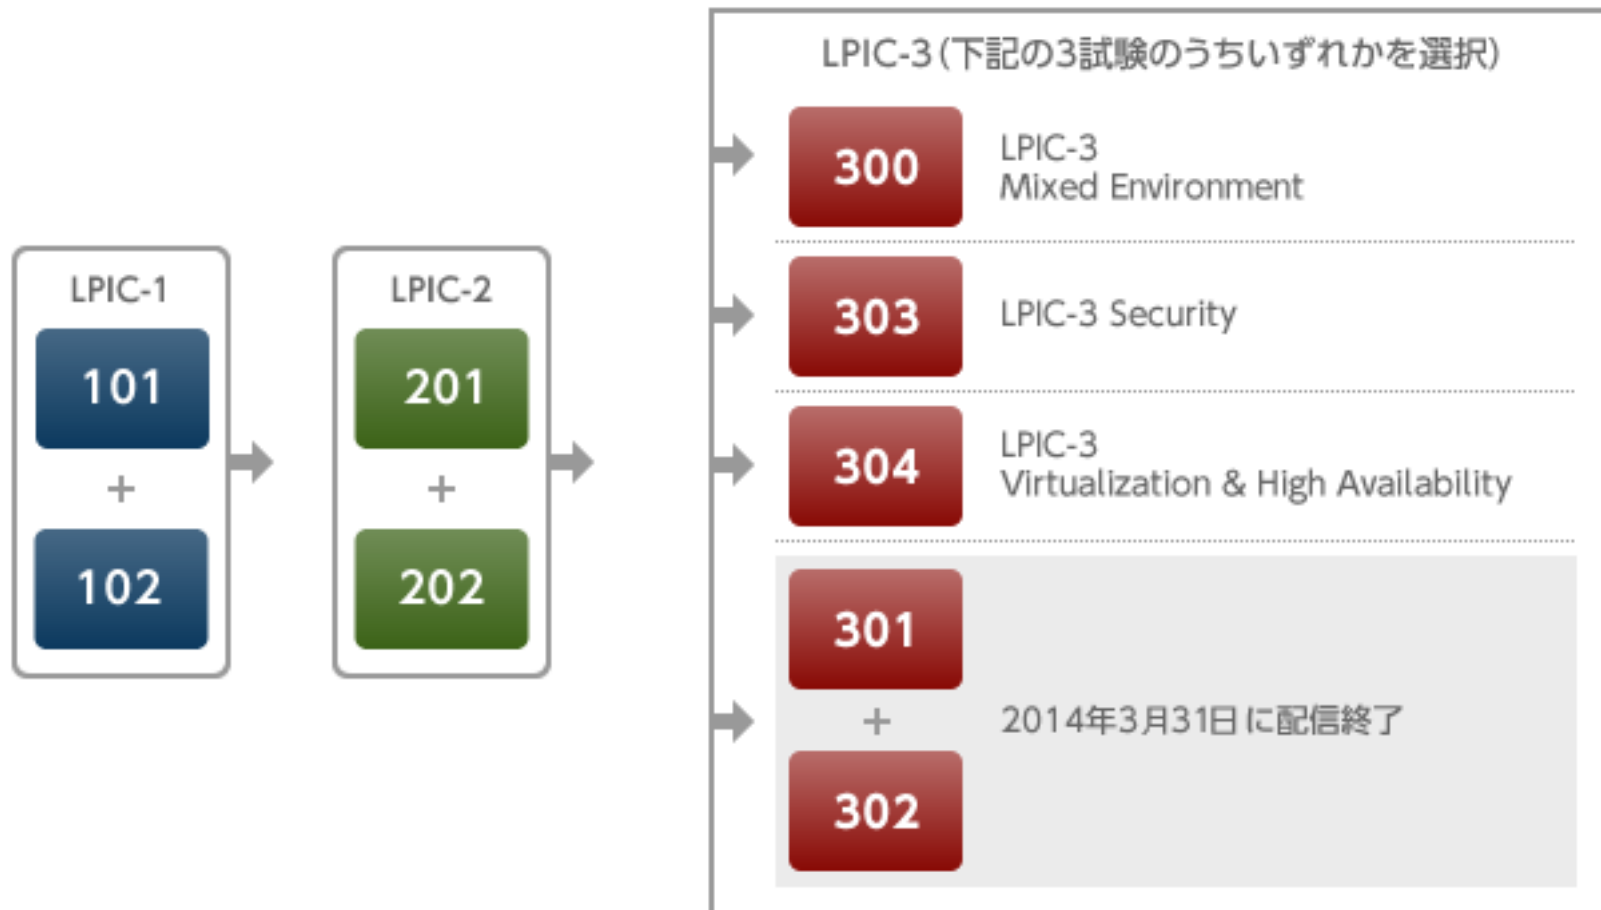 LPIC-1
101
+
102
LPIC-2
201
+
202
LPIC-3(下記の3試験のうちいずれかを選択)
300
LPIC-3
Mixed Environment
303
LPIC-3 Security
304
LPIC-3
Virtualization & High Availability
301
+
302
2014年3月31日に配信終了